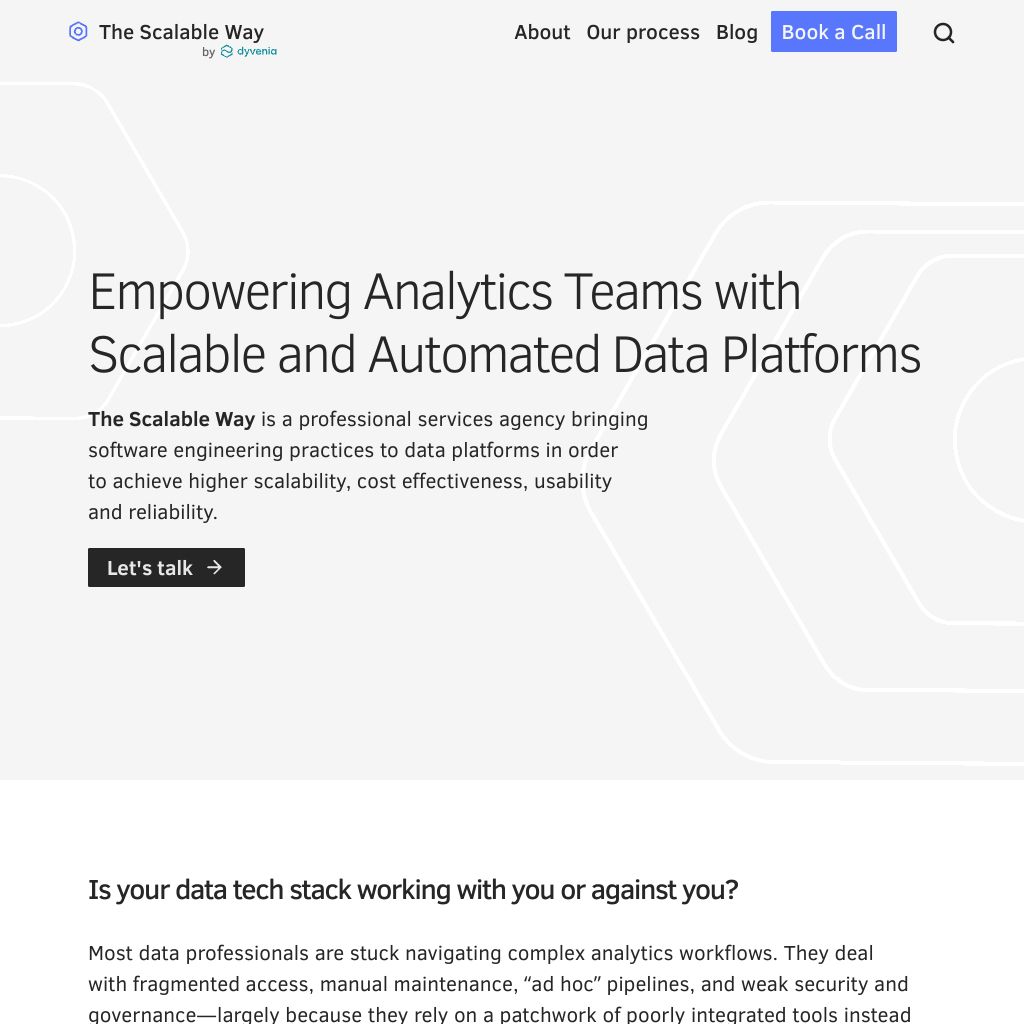 The Scalable Way
by dyvenia
About Our process Blog Book a Call
Empowering Analytics Teams with
Scalable and Automated Data Platforms
The Scalable Way is a professional services agency bringing
software engineering practices to data platforms in order
to achieve higher scalability, cost effectiveness, usability
and reliability.
Let's talk →
Is your data tech stack working with you or against you?
Most data professionals are stuck navigating complex analytics workflows. They deal
with fragmented access, manual maintenance, “ad hoc” pipelines, and weak security and
governance—largely because they rely on a patchwork of poorly integrated tools instead